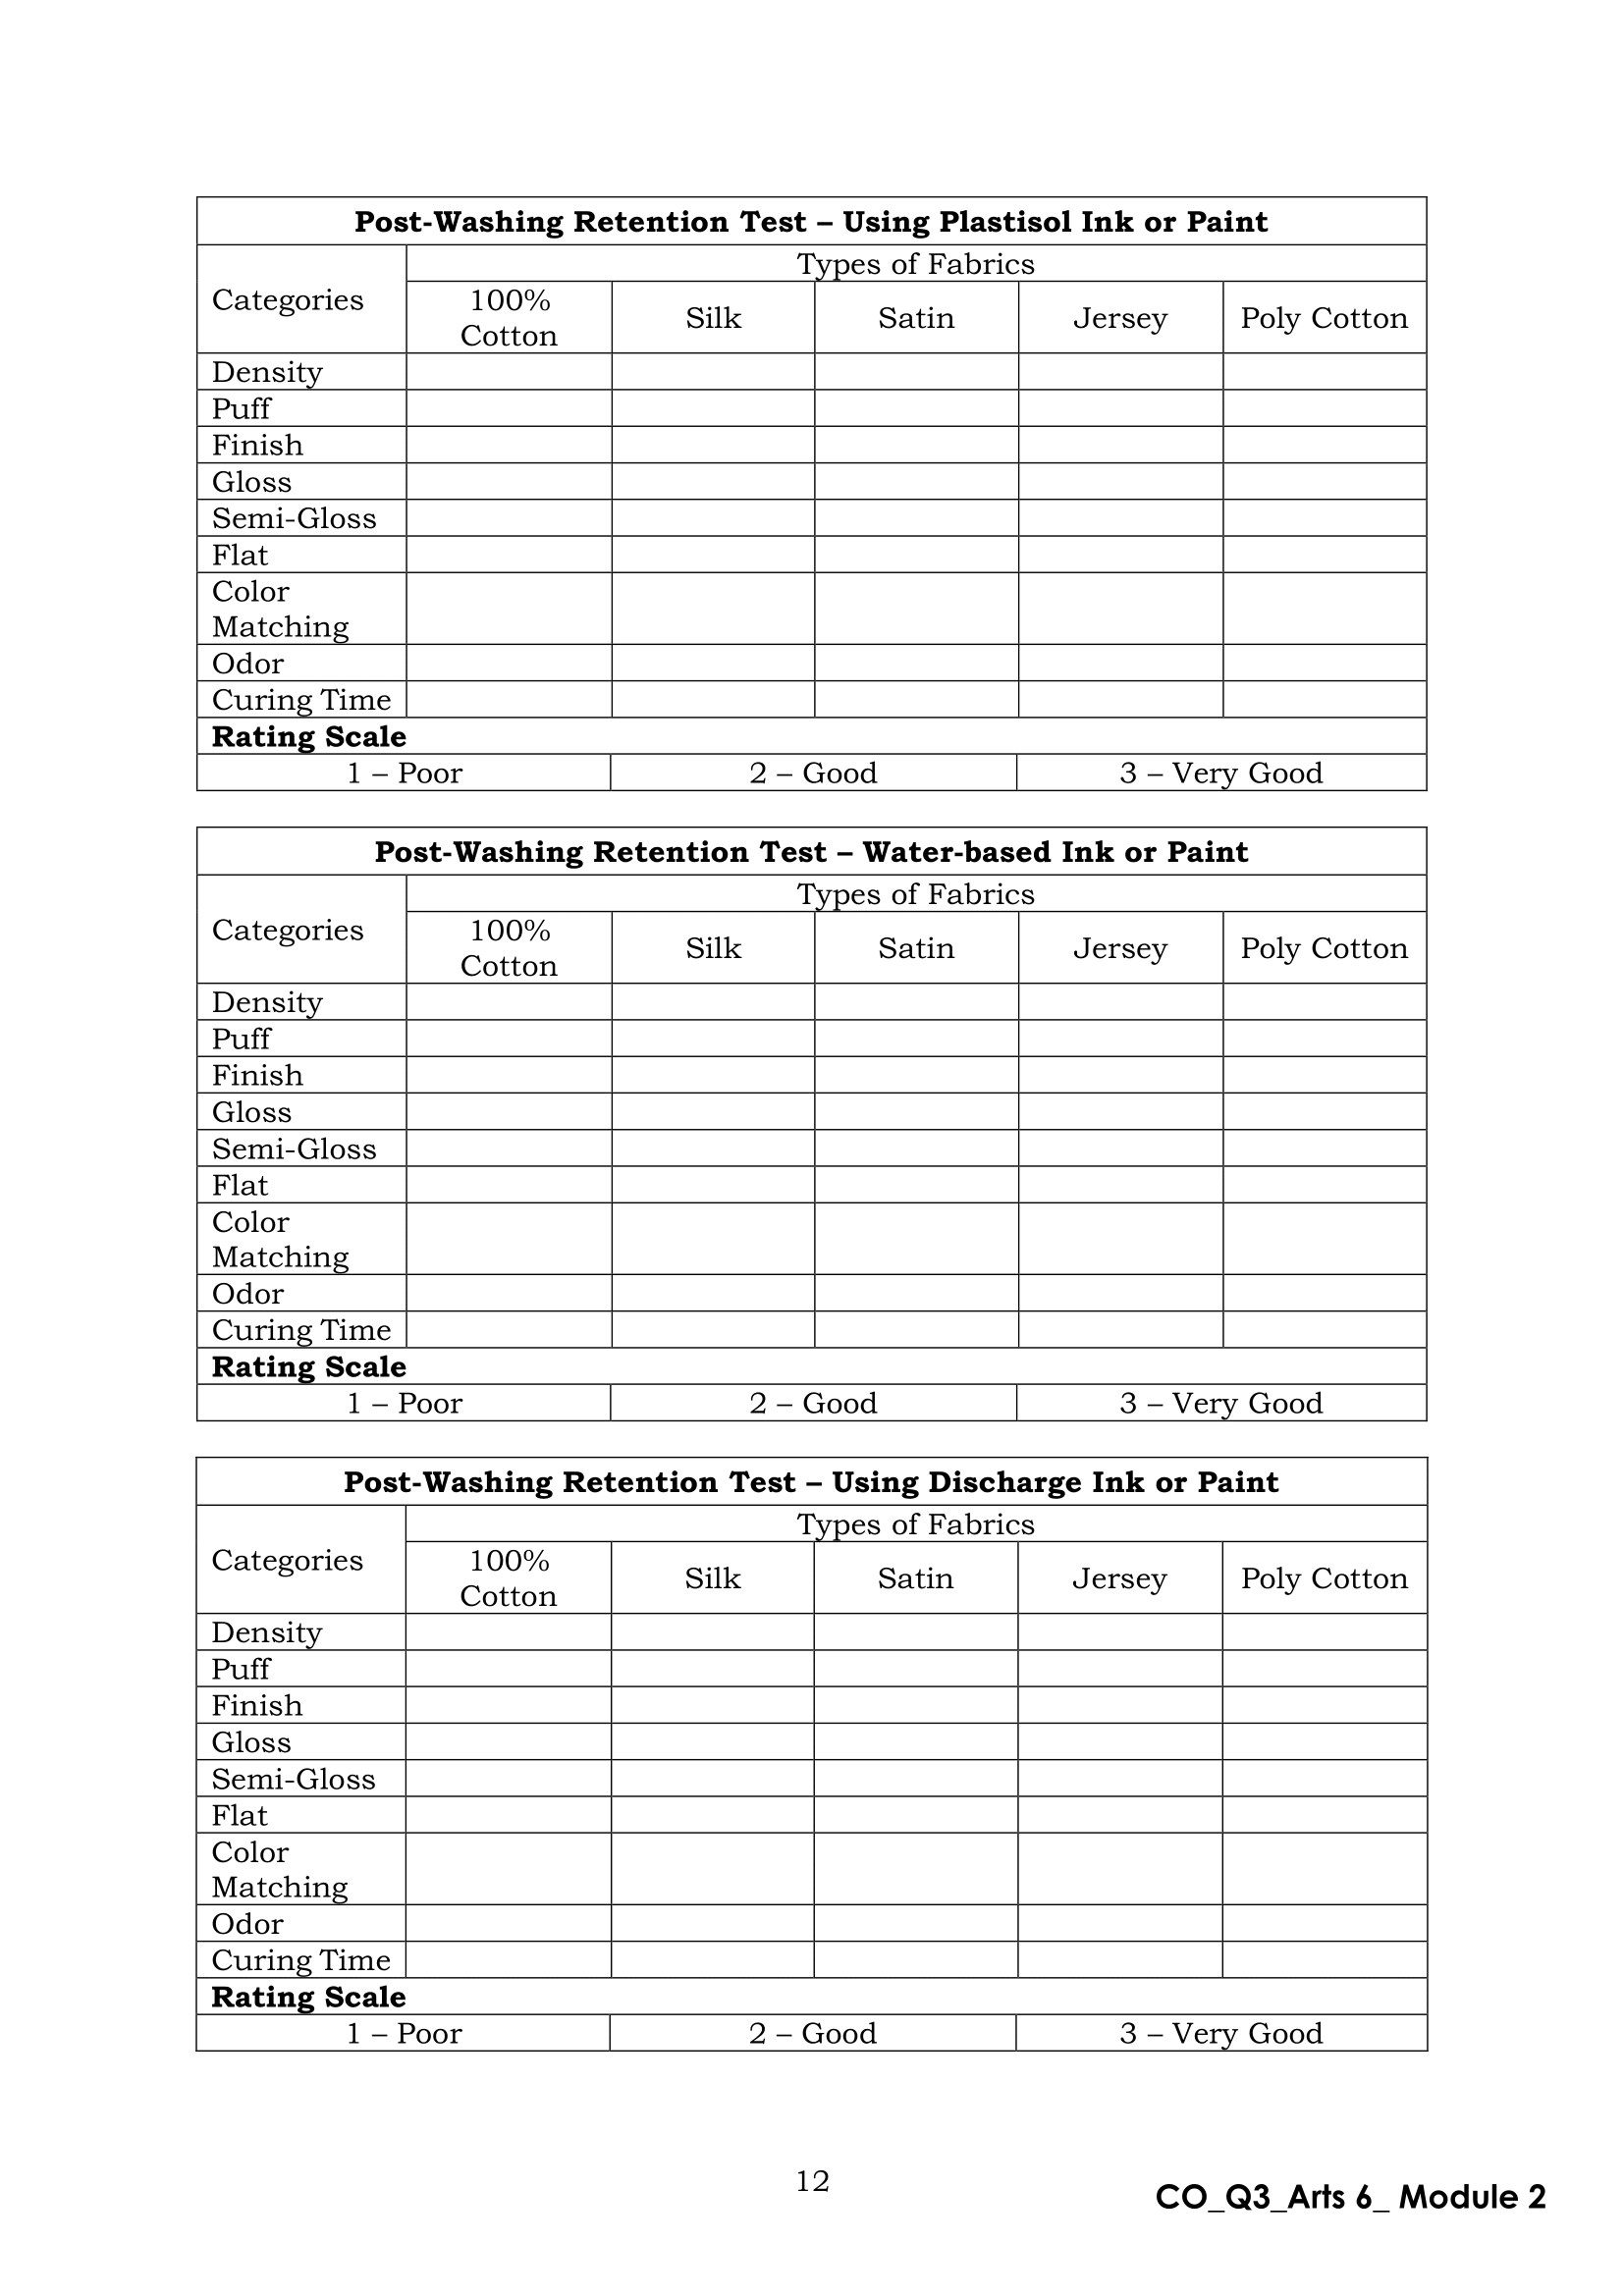 Post-Washing Retention Test – Using Plastisol Ink or Paint
Types of Fabrics
Categories
100%
Cotton
Silk
Satin
Jersey
Poly Cotton
Density
Puff
Finish
Gloss
Semi-Gloss
Flat
Color
Matching
Odor
Curing Time
Rating Scale
1 – Poor
2 – Good
3 – Very Good
Post-Washing Retention Test – Water-based Ink or Paint
Types of Fabrics
Categories
100%
Cotton
Silk
Satin
Jersey
Poly Cotton
Density
Puff
Finish
Gloss
Semi-Gloss
Flat
Color
Matching
Odor
Curing Time
Rating Scale
1 – Poor
2 – Good
3 – Very Good
Post-Washing Retention Test – Using Discharge Ink or Paint
Types of Fabrics
Categories
100%
Cotton
Silk
Satin
Jersey
Poly Cotton
Density
Puff
Finish
Gloss
Semi-Gloss
Flat
Color
Matching
Odor
Curing Time
Rating Scale
1 – Poor
2 – Good
3 – Very Good
12
CO_Q3_Arts 6_ Module 2